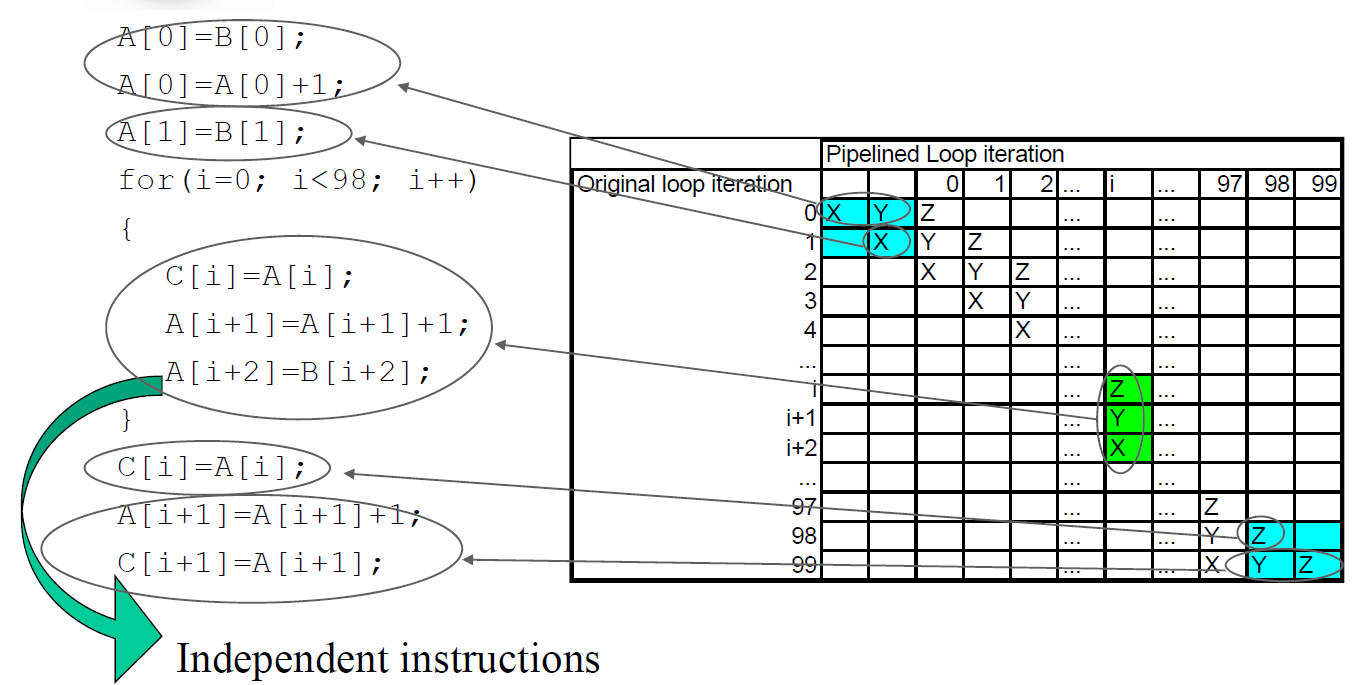 A[0]=B[0];
A[0]=A[0]+1;
A[1]=B[1];
for(i=0; i<98; i++)
{
C[i]=A[i];
A[i+1]=A[i+1]+1;
A[i+2]=B[i+2];
}
C[i]=A[i];
A[i+1]=A[i+1]+1;
C[i+1]=A[i+1];
Independent instructions
Pipelined Loop iteration
Original loop iteration 0 1 2 ... i ... 97 98 99
0 X Y Z ... ...
1 X Y Z ... ...
2 X Y Z ... ...
3 X Y ... ...
4 X ... ...
... ... ...
i ... Z ...
i+1 ... Y ...
i+2 ... X ...
... ... ...
97 ... ... Z
98 ... ... Y Z
99 ... ... X Y Z